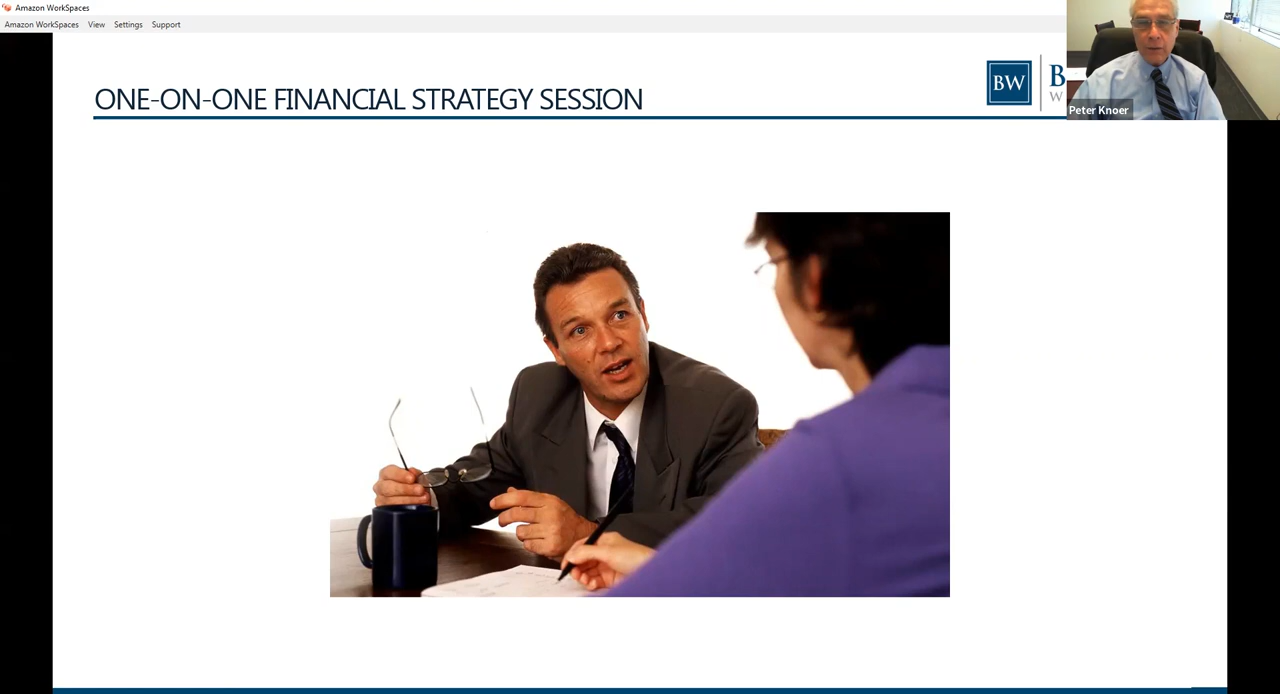 Amazon WorkSpaces
Amazon WorkSpaces View Settings Support
ONE-ON-ONE FINANCIAL STRATEGY SESSION
BW
B
W
Peter Knoer